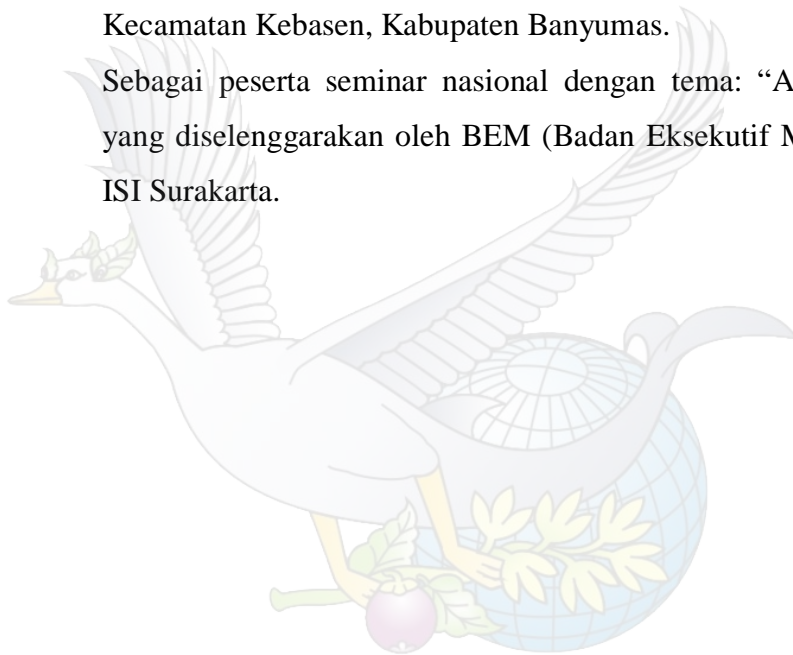 Kecamatan Kebasen, Kabupaten Banyumas.
Sebagai peserta seminar nasional dengan tema: “A
yang diselenggarakan oleh BEM (Badan Eksekutif M
ISI Surakarta.